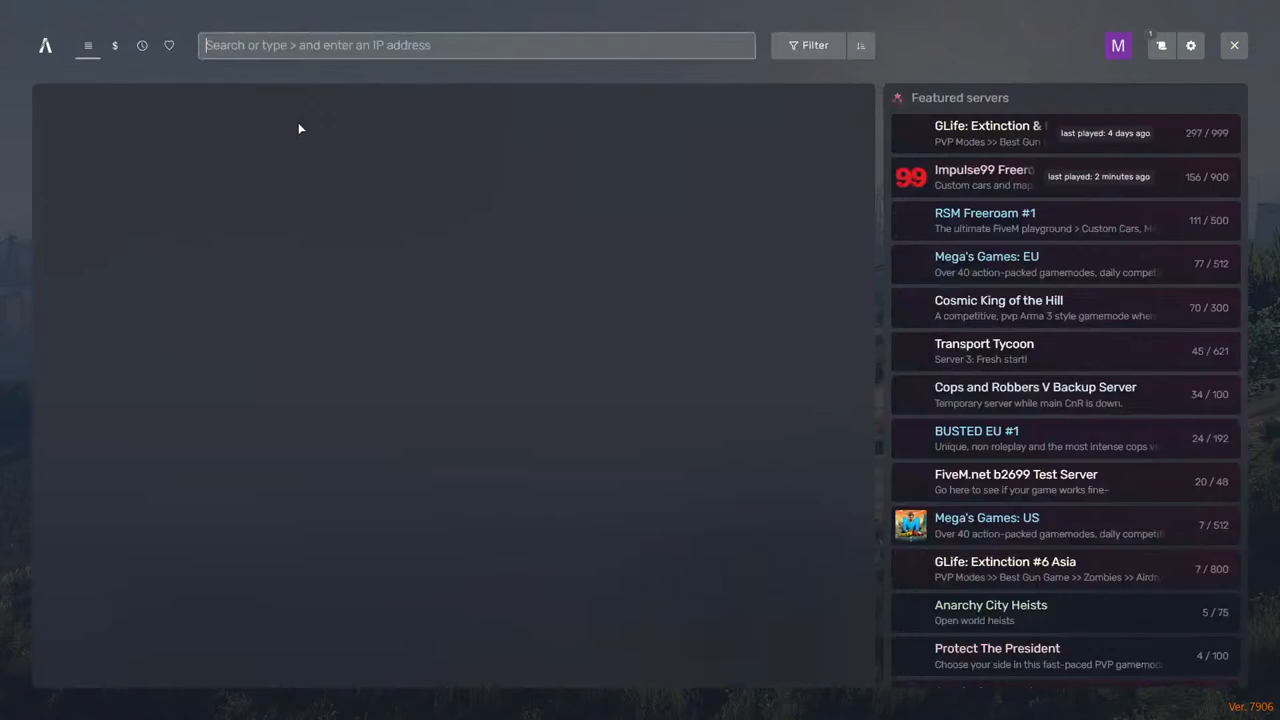 $
Search or type > and enter an IP address
Filter
M
1
Featured servers
GLife: Extinction &
PVP Modes >> Best Gun
last played: 4 days ago
297 / 999
99
Impulse99 Freero
Custom cars and map
last played: 2 minutes ago
156 / 900
RSM Freeroam #1
The ultimate FiveM playground > Custom Cars, M
111 / 500
Mega's Games: EU
Over 40 action-packed gamemodes, daily competi
77 / 512
Cosmic King of the Hill
A competitive, pvp Arma 3 style gamemode wher
70 / 300
Transport Tycoon
Server 3: Fresh start!
45 / 621
Cops and Robbers V Backup Server
Temporary server while main CnR is down.
34 / 100
BUSTED EU #1
Unique, non roleplay and the most intense cops v
24 / 192
FiveM.net b2699 Test Server
Go here to see if your game works fine~
20 / 48
Mega's Games: US
Over 40 action-packed gamemodes, daily competiti
7 / 512
GLife: Extinction #6 Asia
PVP Modes >> Best Gun Game >> Zombies >> Airdr
7 / 800
Anarchy City Heists
Open world heists
5 / 75
Protect The President
Choose your side in this fast-paced PVP gamemod
4 / 100
Ver. 7906